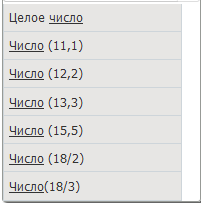 Целое число
Число (11,1)
Число (12,2)
Число (13,3)
Число (15,5)
Число (18/2)
Число(18/3)